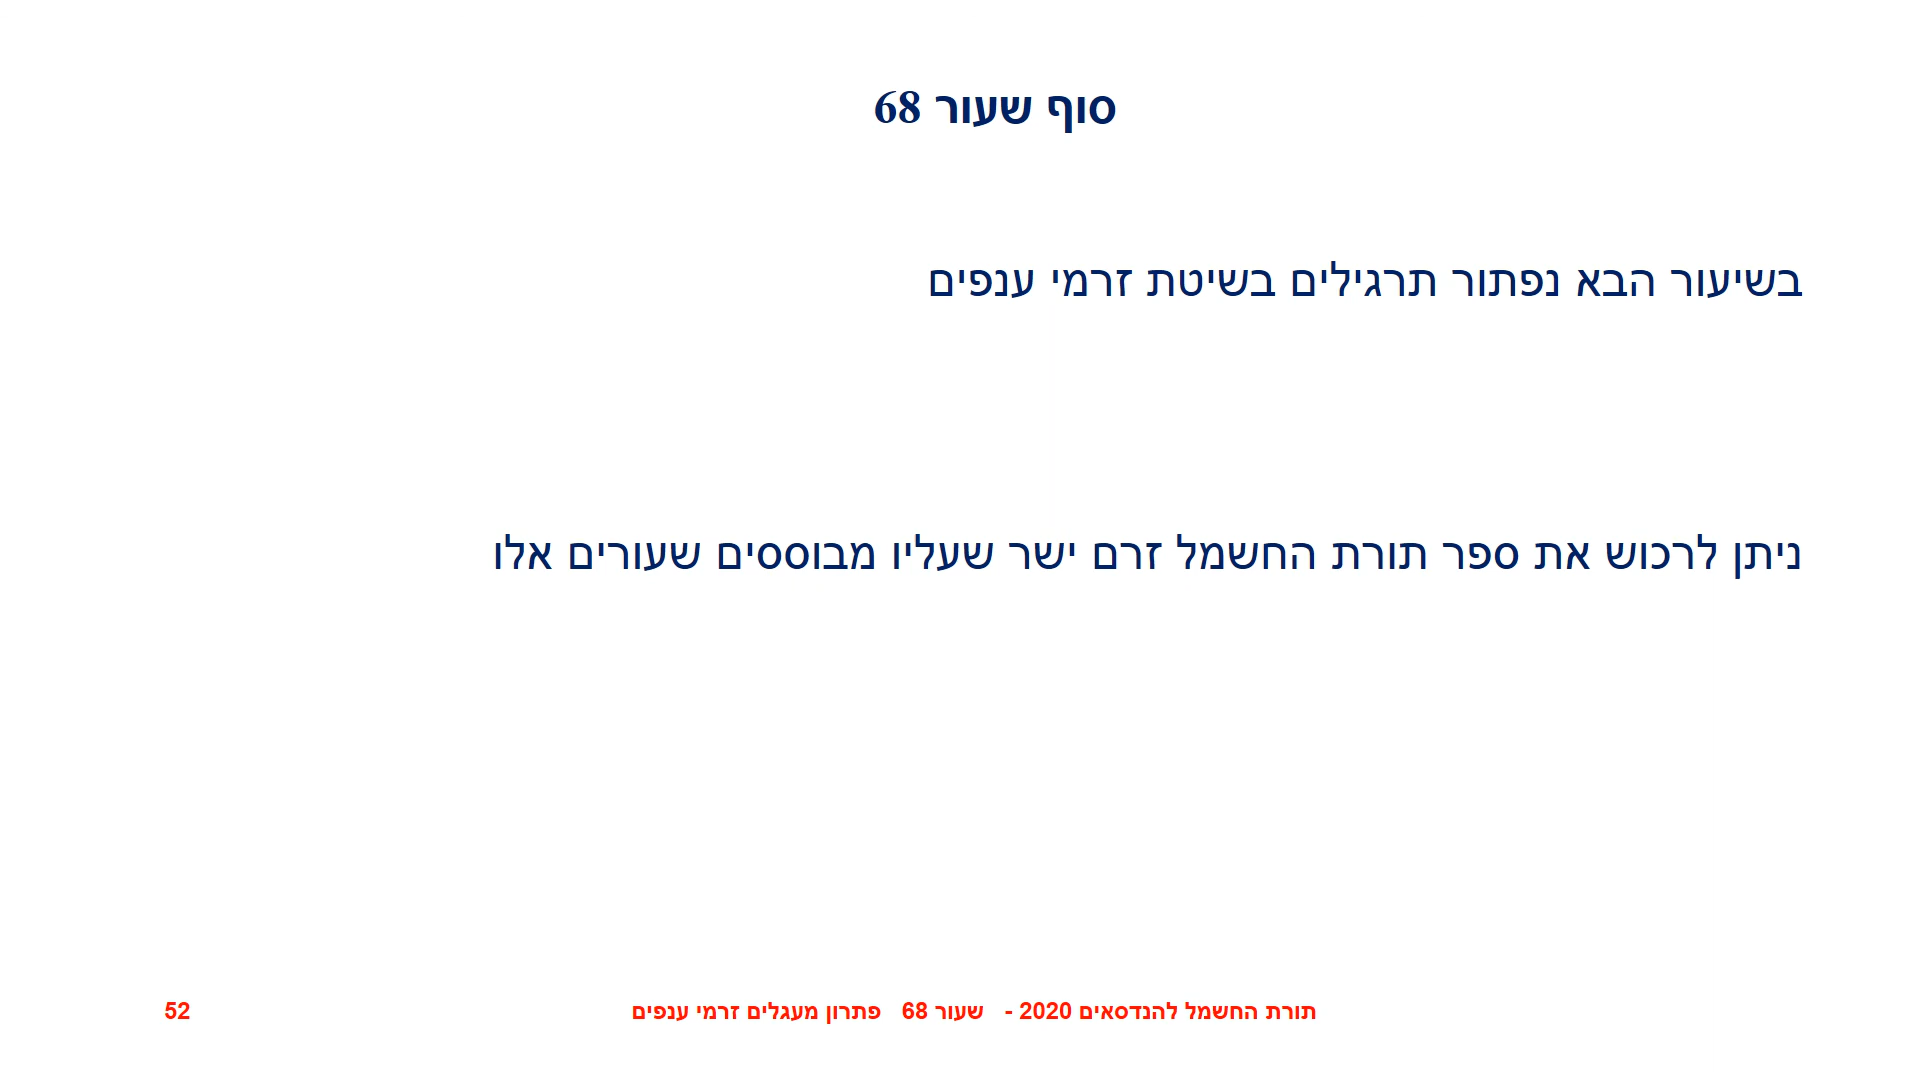 סוף שעור 68
בשיעור הבא נפתור תרגילים בשיטת זרמי ענפים
ניתן לרכוש את ספר תורת החשמל זרם ישר שעליו מבוססים שעורים אלו
תורת החשמל להנדסאים 2020 - שעור 68 פתרון מעגלים זרמי ענפים
52